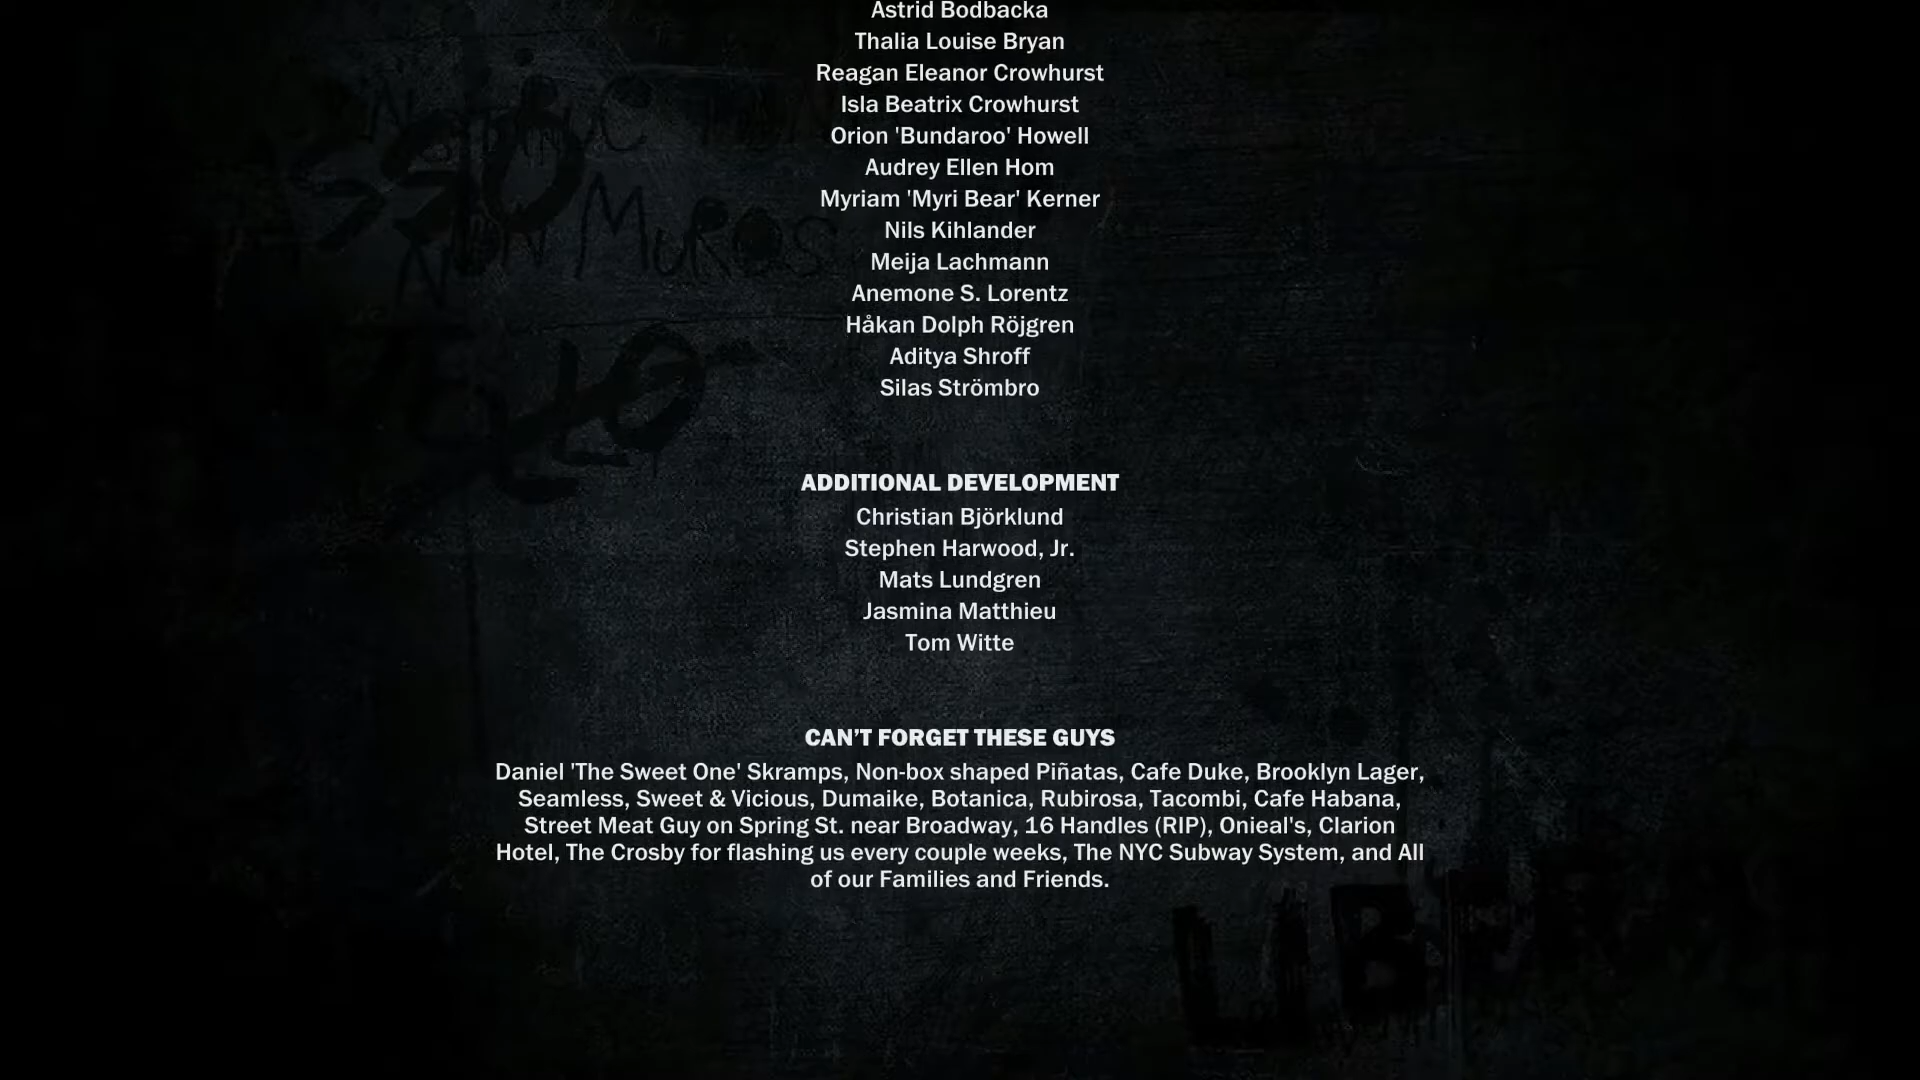 Astrid Bodbacka
Thalia Louise Bryan
Reagan Eleanor Crowhurst
Isla Beatrix Crowhurst
Orion 'Bundaroo' Howell
Audrey Ellen Hom
Myriam 'Myri Bear' Kerner
Nils Kihlander
Meija Lachmann
Anemone S. Lorentz
Håkan Dolph Röjgren
Aditya Shroff
Silas Strömbro
ADDITIONAL DEVELOPMENT
Christian Björklund
Stephen Harwood, Jr.
Mats Lundgren
Jasmina Matthieu
Tom Witte
CAN’T FORGET THESE GUYS
Daniel 'The Sweet One' Skramps, Non-box shaped Piñatas, Cafe Duke, Brooklyn Lager,
Seamless, Sweet & Vicious, Dumaike, Botanica, Rubirosa, Tacombi, Cafe Habana,
Street Meat Guy on Spring St. near Broadway, 16 Handles (RIP), Onieal's, Clarion
Hotel, The Crosby for flashing us every couple weeks, The NYC Subway System, and All
of our Families and Friends.